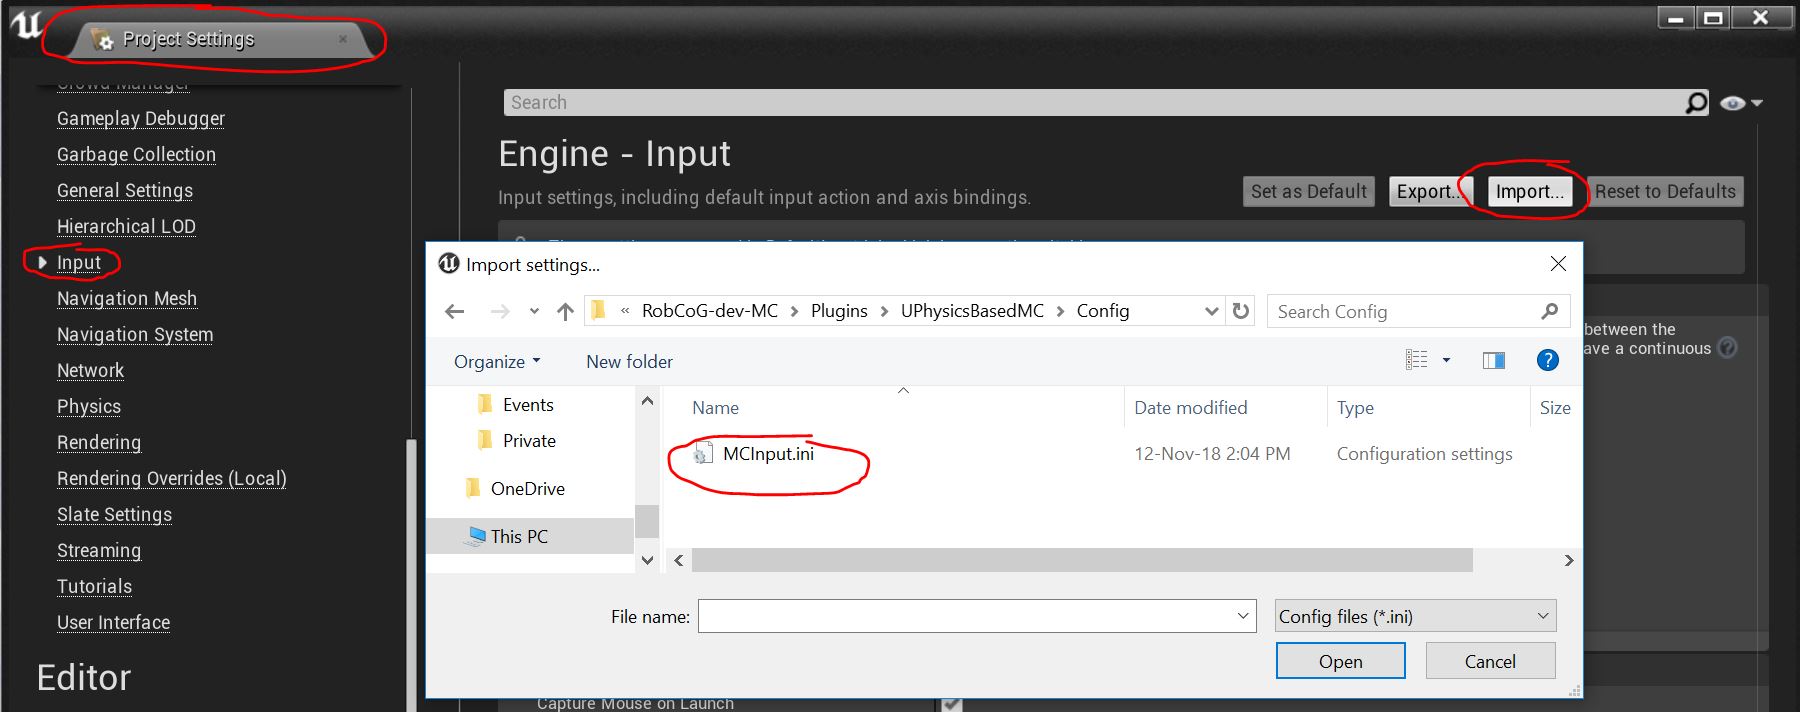 Project Settings
Crowd Manager
Gameplay Debugger
Garbage Collection
General Settings
Hierarchical LOD
Input
Navigation Mesh
Navigation System
Network
Physics
Rendering
Rendering Overrides (Local)
Slate Settings
Streaming
Tutorials
User Interface
Editor
Search
Engine - Input
Input settings, including default input action and axis bindings.
Set as Default
Export...
Import...
Reset to Defaults
Import settings...
« RobCoG-dev-MC > Plugins > UPhysicsBasedMC > Config
Search Config
Organize
New folder
Events
Private
OneDrive
This PC
Name
Date modified
Type
Size
MCInput.ini
12-Nov-18 2:04 PM
Configuration settings
File name:
Config files (*.ini)
Open
Cancel
between the
ave a continuous
Capture Mouse on Launch